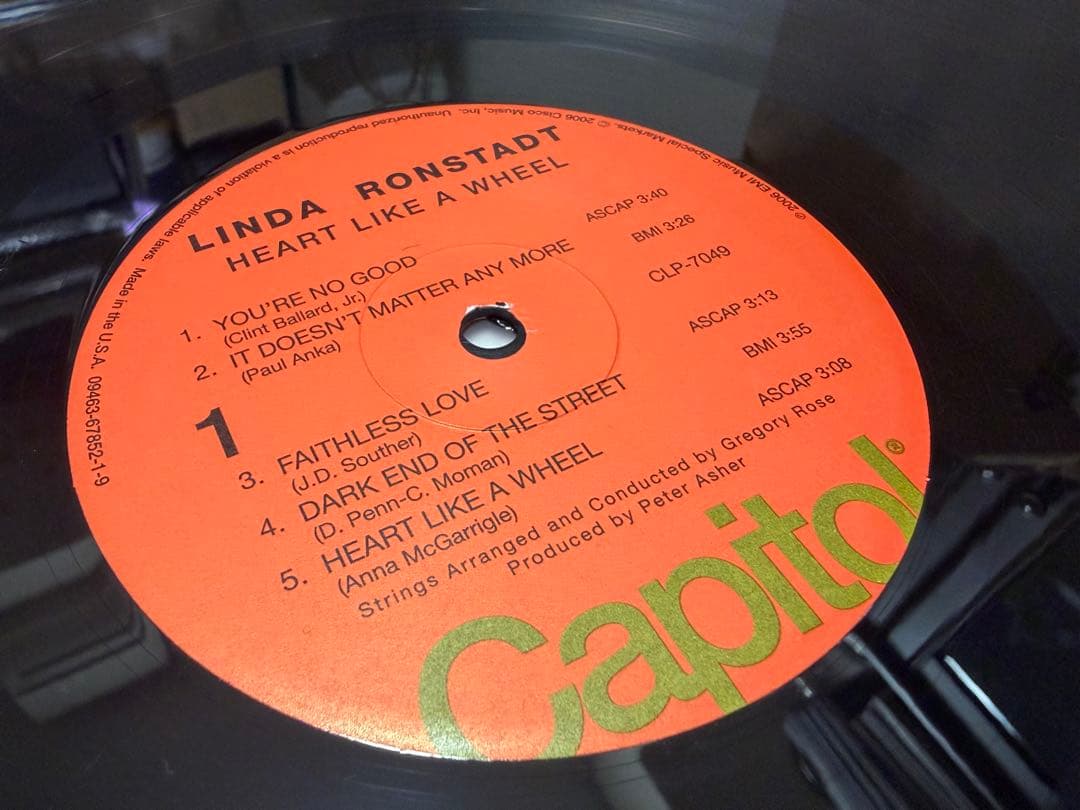 LINDA RONSTADT
HEART LIKE A WHEEL
1. YOU'RE NO GOOD ASCAP 3:40
(Clint Ballard, Jr.)
2. IT DOESN'T MATTER ANY MORE BMI 3:26
(Paul Anka)
1 CLP-7049
3. FAITHLESS LOVE ASCAP 3:13
(J.D. Souther)
4. DARK END OF THE STREET BMI 3:55
(D. Penn-C. Moman)
5. HEART LIKE A WHEEL ASCAP 3:08
(Anna McGarrigle)
Strings Arranged and Conducted by Gregory Rose
Produced by Peter Asher
Capitol®
℗ 2006 EMI Music Special Markets. © 2006 Cisco Music, Inc. Unauthorized reproduction is a violation of applicable laws. Made in the U.S.A. 09463-67852-1-9